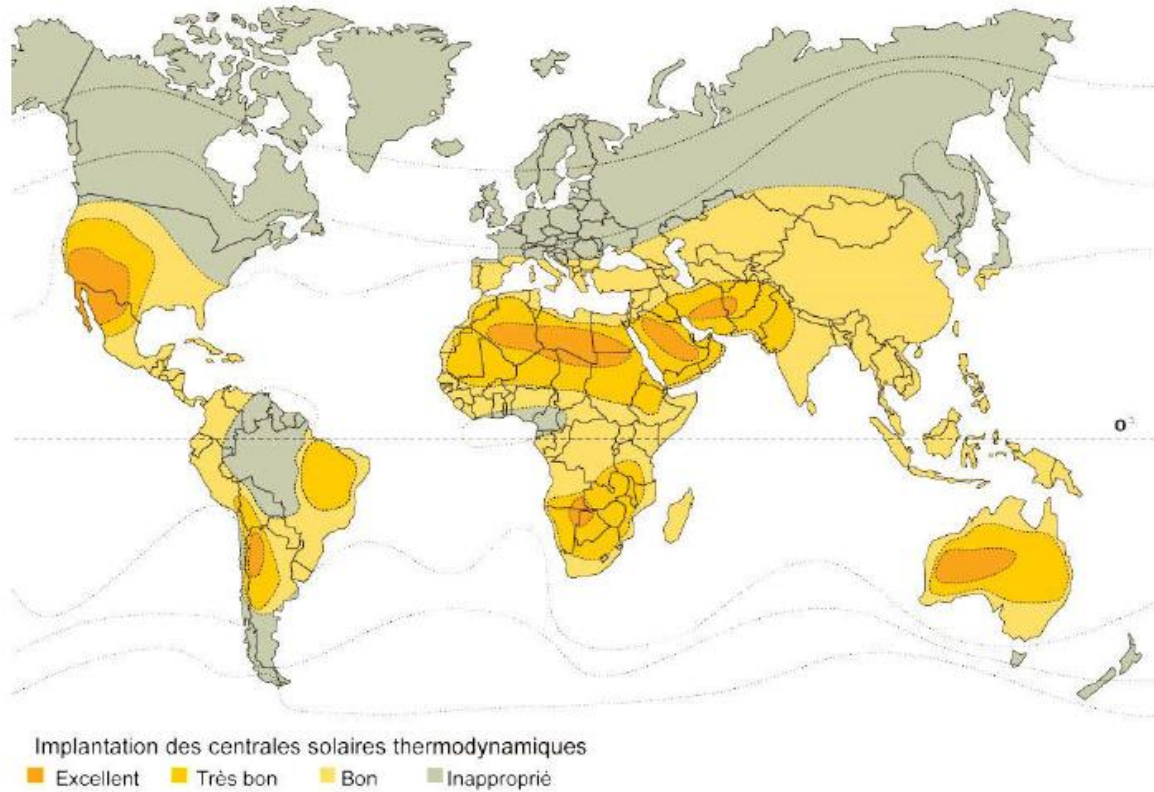 0°
Implantation des centrales solaires thermodynamiques
Excellent Très bon Bon Inapproprié